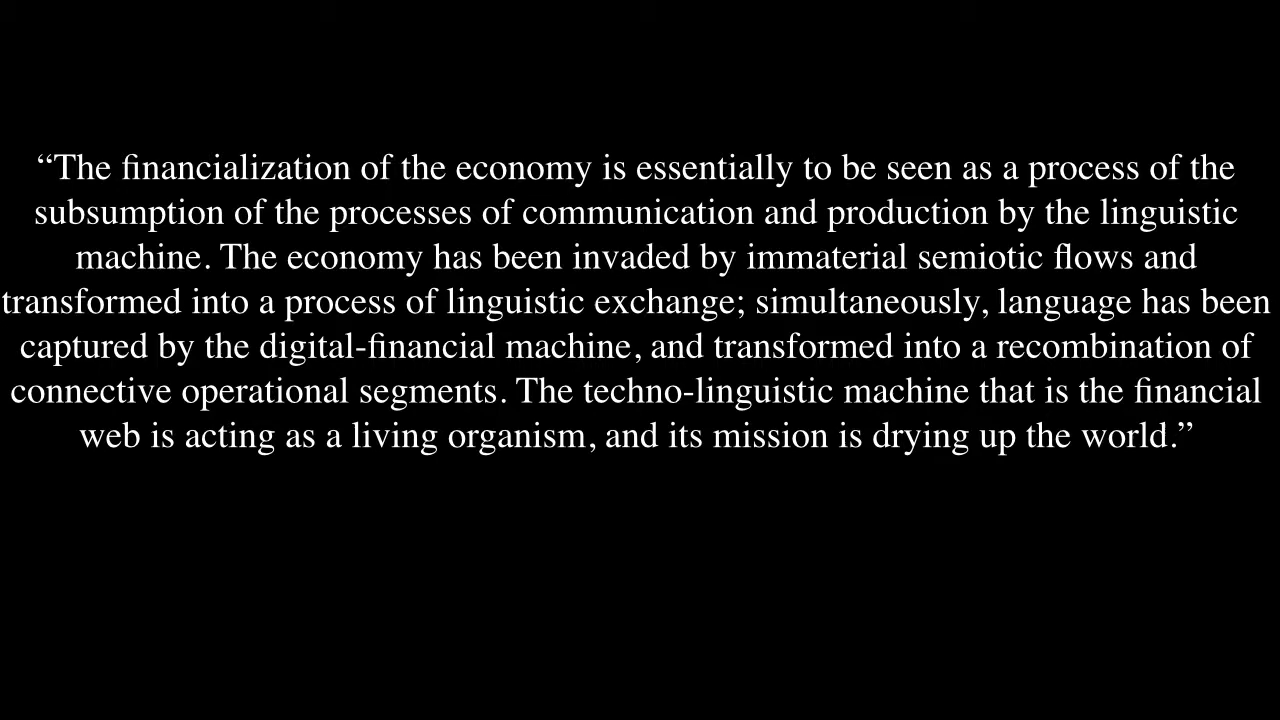 “The financialization of the economy is essentially to be seen as a process of the
subsumption of the processes of communication and production by the linguistic
machine. The economy has been invaded by immaterial semiotic flows and
transformed into a process of linguistic exchange; simultaneously, language has been
captured by the digital-financial machine, and transformed into a recombination of
connective operational segments. The techno-linguistic machine that is the financial
web is acting as a living organism, and its mission is drying up the world.”